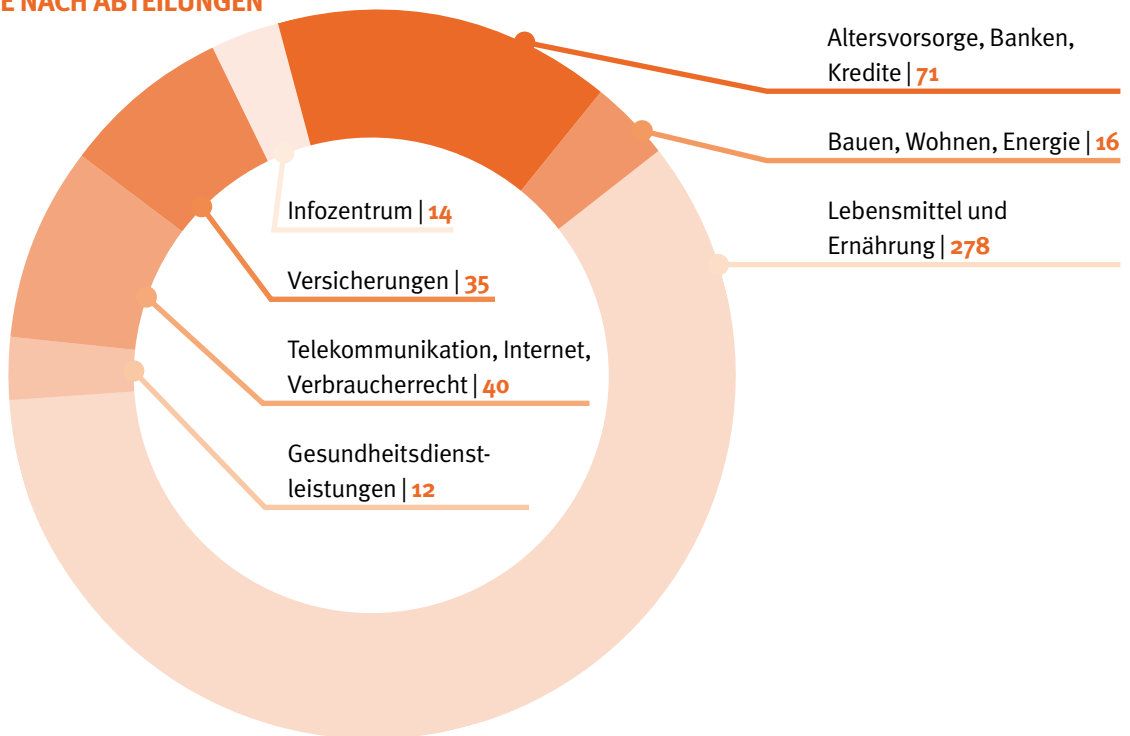 E NACH ABTEILUNGEN
Altersvorsorge, Banken,
Kredite | 71
Bauen, Wohnen, Energie | 16
Lebensmittel und
Ernährung | 278
Infozentrum | 14
Versicherungen | 35
Telekommunikation, Internet,
Verbraucherrecht | 40
Gesundheitsdienst-
leistungen | 12